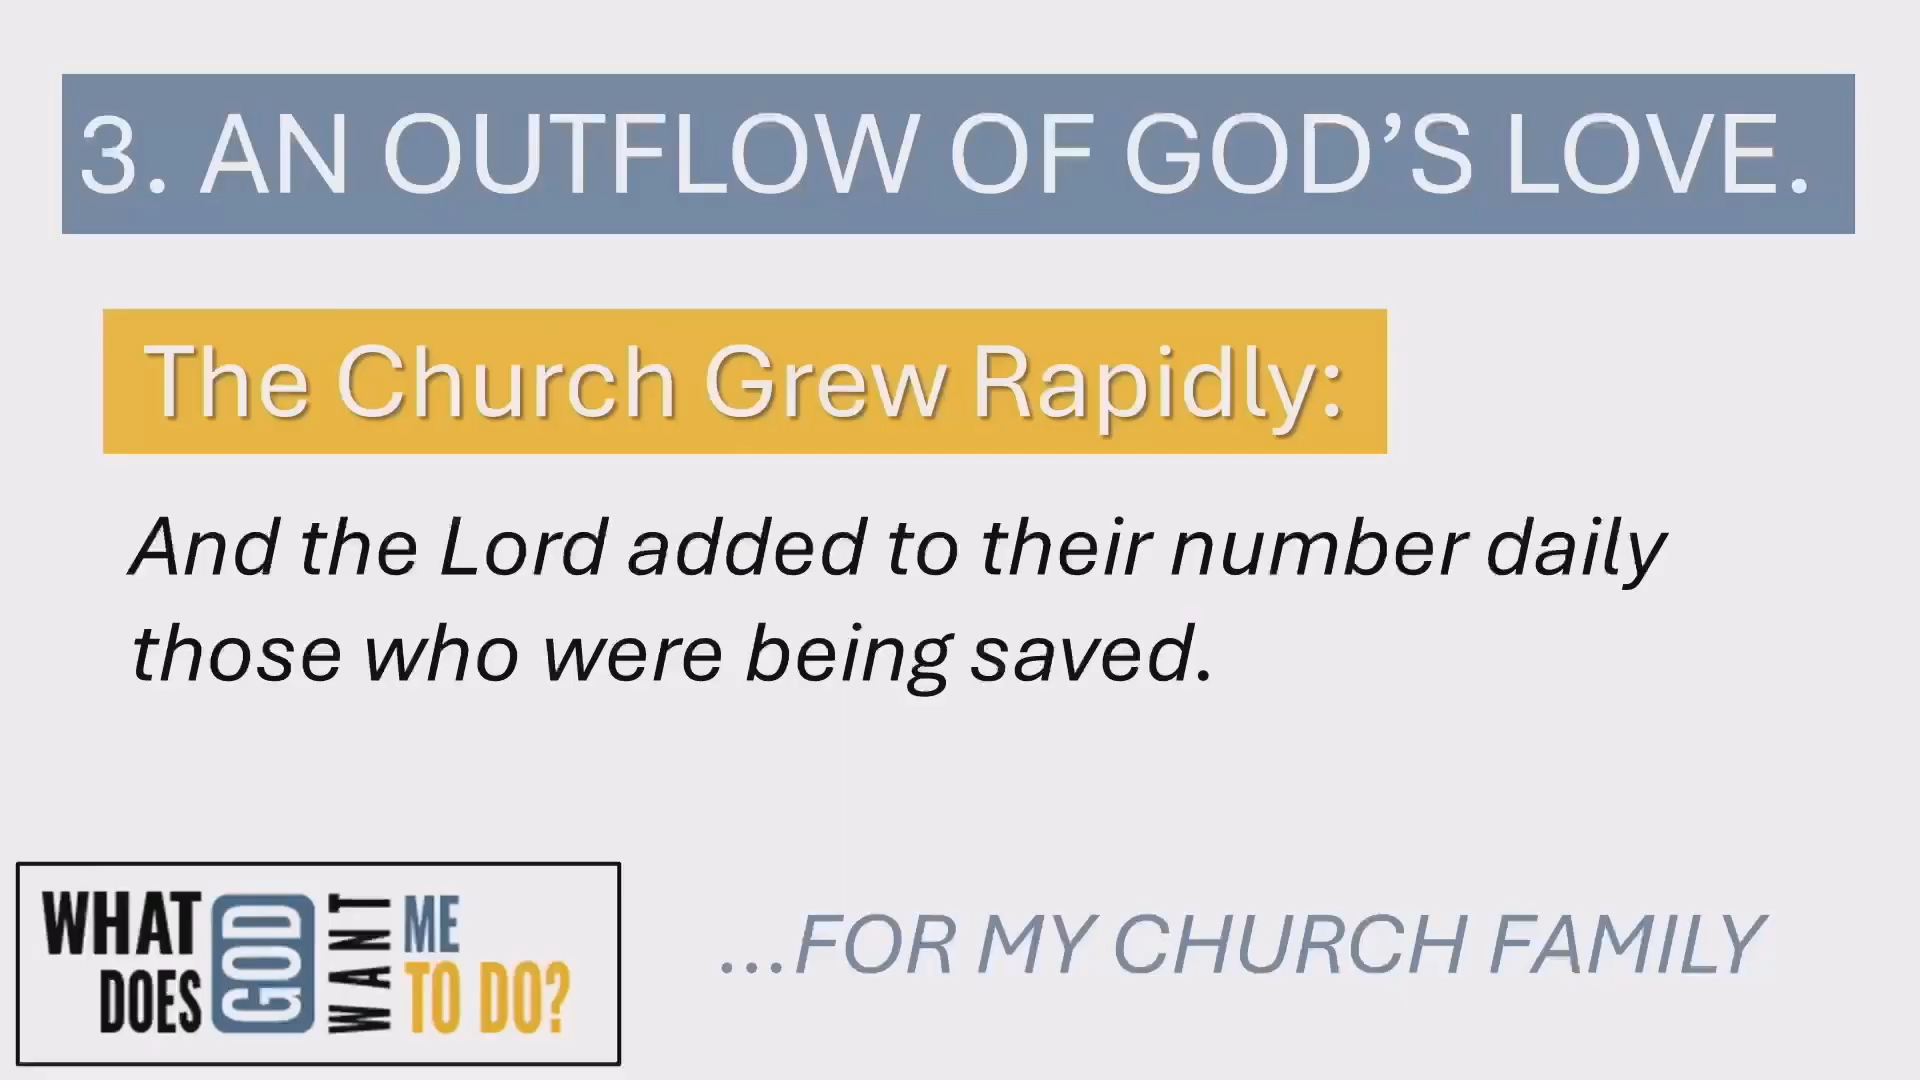 3. AN OUTFLOW OF GOD’S LOVE.
The Church Grew Rapidly:
And the Lord added to their number daily
those who were being saved.
WHAT DOES GOD WANT ME TO DO?
...FOR MY CHURCH FAMILY